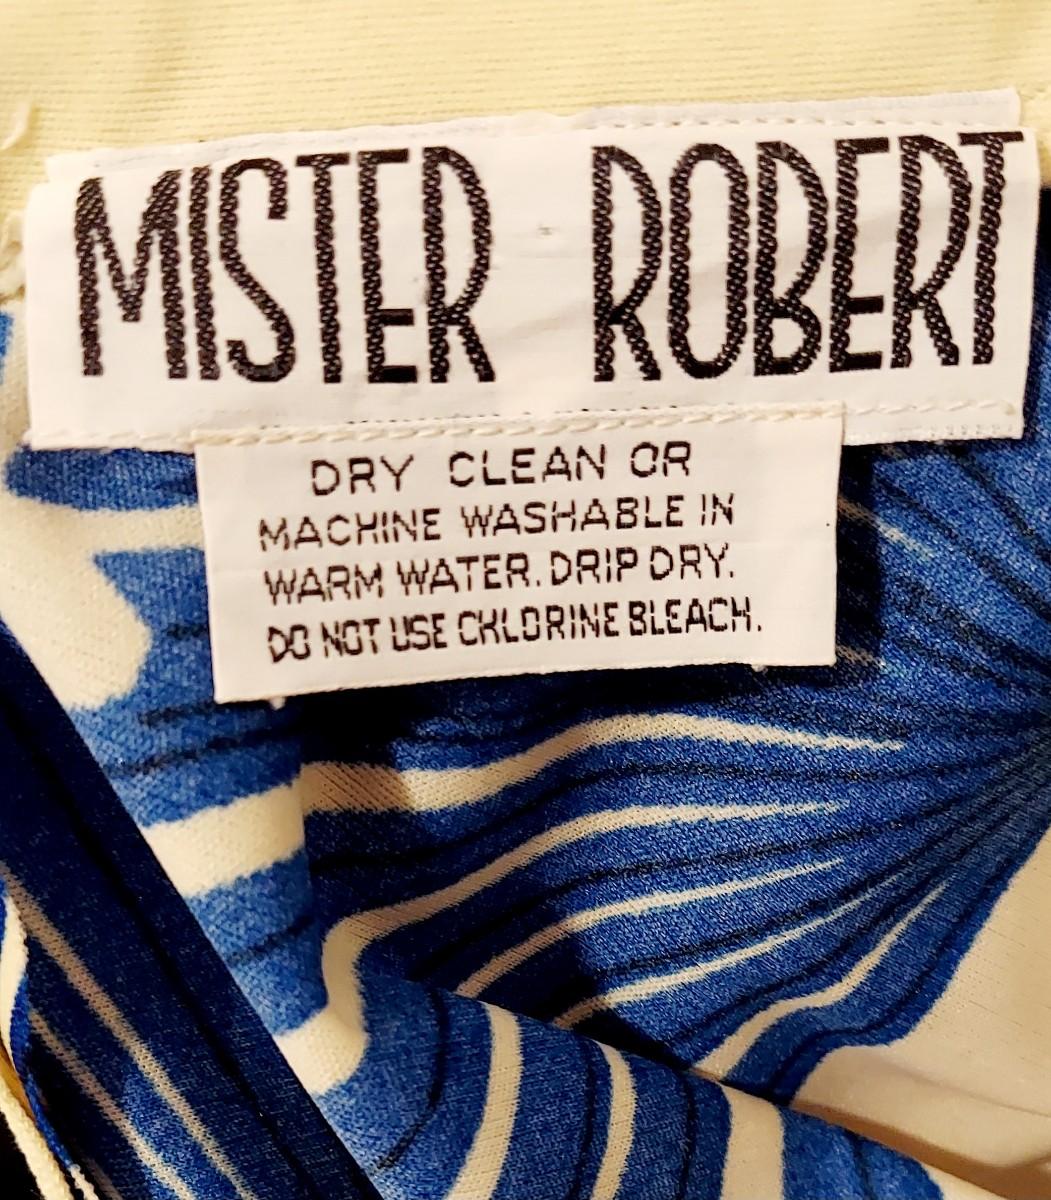 MISTER ROBERT
DRY CLEAN OR
MACHINE WASHABLE IN
WARM WATER. DRIP DRY.
DO NOT USE CHLORINE BLEACH.